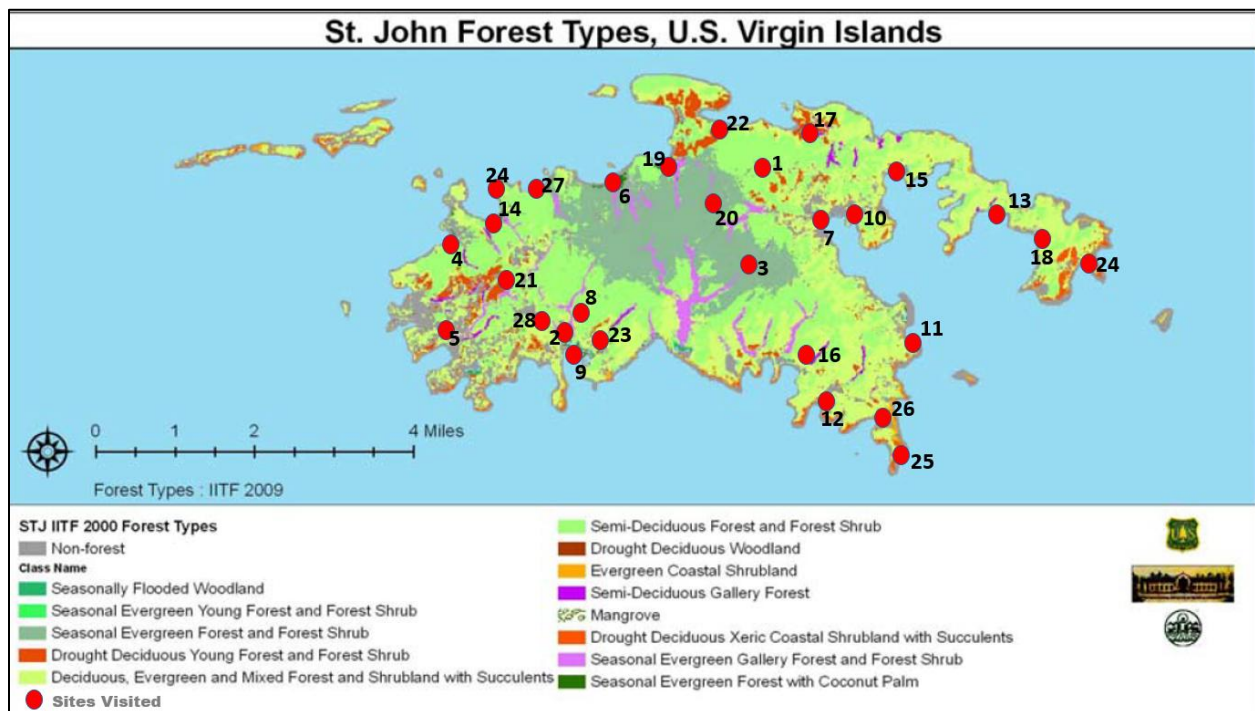 St. John Forest Types, U.S. Virgin Islands
22
17
19
1
24
27
6
15
14
20
13
10
7
4
18
3
24
21
8
28
2
23
11
5
9
16
12
26
25
0 1 2 4 Miles
Forest Types : IITF 2009
STJ IITF 2000 Forest Types
Non-forest
Class Name
Seasonally Flooded Woodland
Seasonal Evergreen Young Forest and Forest Shrub
Seasonal Evergreen Forest and Forest Shrub
Drought Deciduous Young Forest and Forest Shrub
Deciduous, Evergreen and Mixed Forest and Shrubland with Succulents
Sites Visited
Semi-Deciduous Forest and Forest Shrub
Drought Deciduous Woodland
Evergreen Coastal Shrubland
Semi-Deciduous Gallery Forest
Mangrove
Drought Deciduous Xeric Coastal Shrubland with Succulents
Seasonal Evergreen Gallery Forest and Forest Shrub
Seasonal Evergreen Forest with Coconut Palm